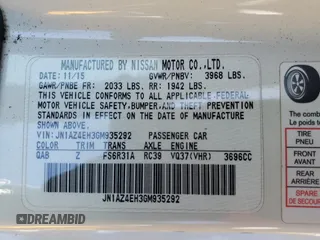 MANUFACTURED BY NISSAN MOTOR CO.,LTD.
DATE: 11/15 GVWR/PNBV: 3968 LBS.
GAWR/PNBE FR: 2033 LBS. RR: 1942 LBS.
THIS VEHICLE CONFORMS TO ALL APPLICABLE FEDERAL
MOTOR VEHICLE SAFETY,BUMPER,AND THEFT PREVENTION
STANDARDS IN EFFECT ON THE DATE OF MANUFACTURE
SHOWN ABOVE.
VIN: JN1AZ4EH3GM935292 PASSENGER CAR
COLOR TRIM TRANS AXLE ENGINE
QAB Z FS6R31A RC39 VQ37(VHR) 3696CC
JN1AZ4EH3GM935292
TIRE
PNEU
FRONT
AVANT
REAR
ARRIÈRE
SPARE
DE SECOURS
DREAMBID